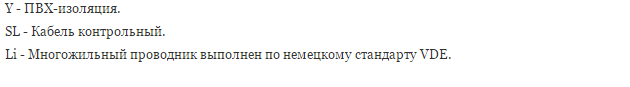 Y - ПВХ-изоляция.
SL - Кабель контрольный.
Li - Многожильный проводник выполнен по немецкому стандарту VDE.